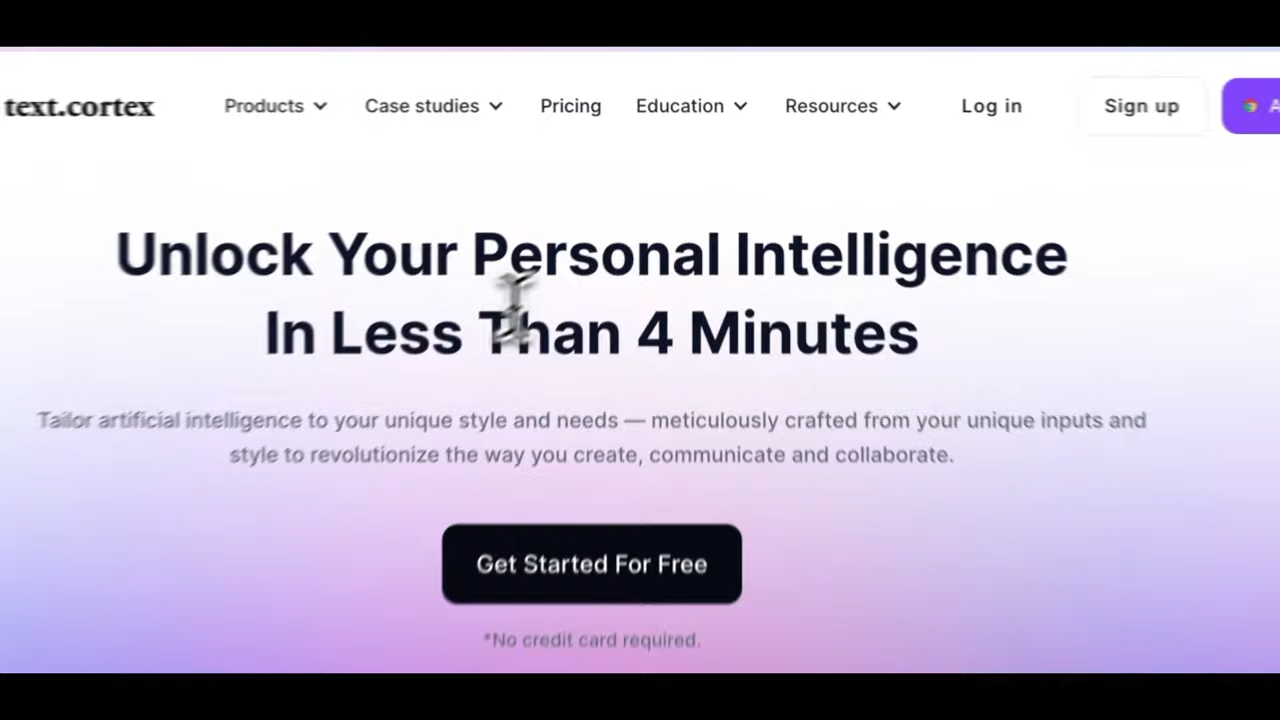 text.cortex Products Case studies Pricing Education Resources Log in Sign up A
Unlock Your Personal Intelligence
In Less Than 4 Minutes
Tailor artificial intelligence to your unique style and needs — meticulously crafted from your unique inputs and
style to revolutionize the way you create, communicate and collaborate.
Get Started For Free
*No credit card required.